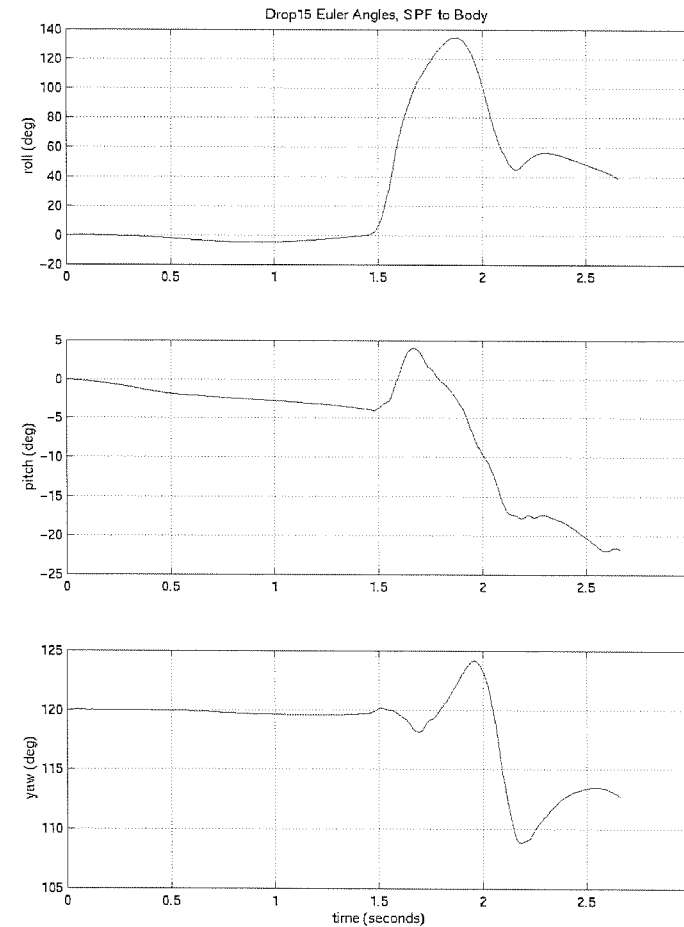 Drop15 Euler Angles, SPF to Body
140
120
100
80
60
40
20
0
-20
roll (deg)
0 0.5 1 1.5 2 2.5
5
0
-5
-10
-15
-20
-25
pitch (deg)
0 0.5 1 1.5 2 2.5
125
120
115
110
105
yaw (deg)
0 0.5 1 1.5 2 2.5
time (seconds)